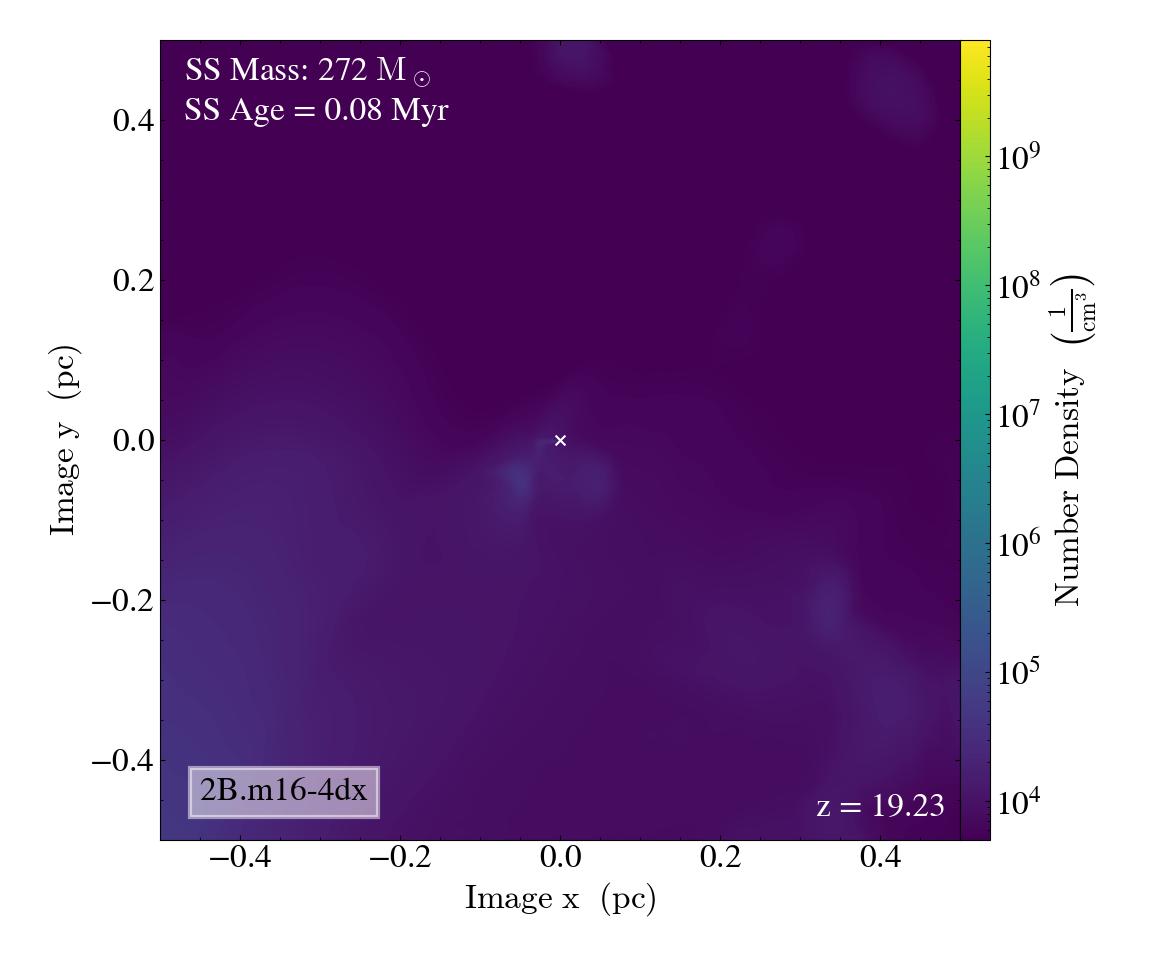 SS Mass: 272 M⊙
SS Age = 0.08 Myr
0.4
0.2
0.0
−0.2
−0.4
Image y (pc)
2B.m16-4dx
z = 19.23
−0.4 −0.2 0.0 0.2 0.4
Image x (pc)
10⁹
10⁸
10⁷
10⁶
10⁵
10⁴
Number Density (1/cm³)